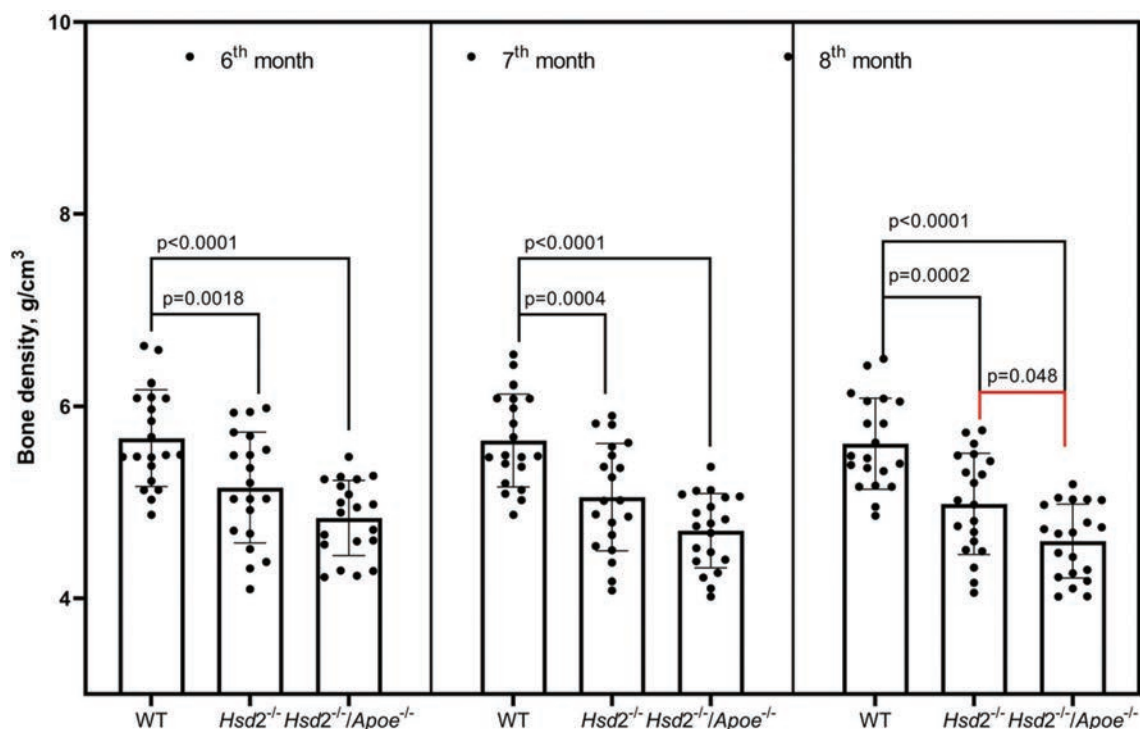 10
6th month
7th month
8th month
8
p<0.0001
p<0.0001
p<0.0001
p=0.0018
p=0.0004
p=0.0002
p=0.048
6
4
Bone density, g/cm3
WT
Hsd2-/-
Hsd2-/-/Apoe-/-
WT
Hsd2-/-
Hsd2-/-/Apoe-/-
WT
Hsd2-/-
Hsd2-/-/Apoe-/-